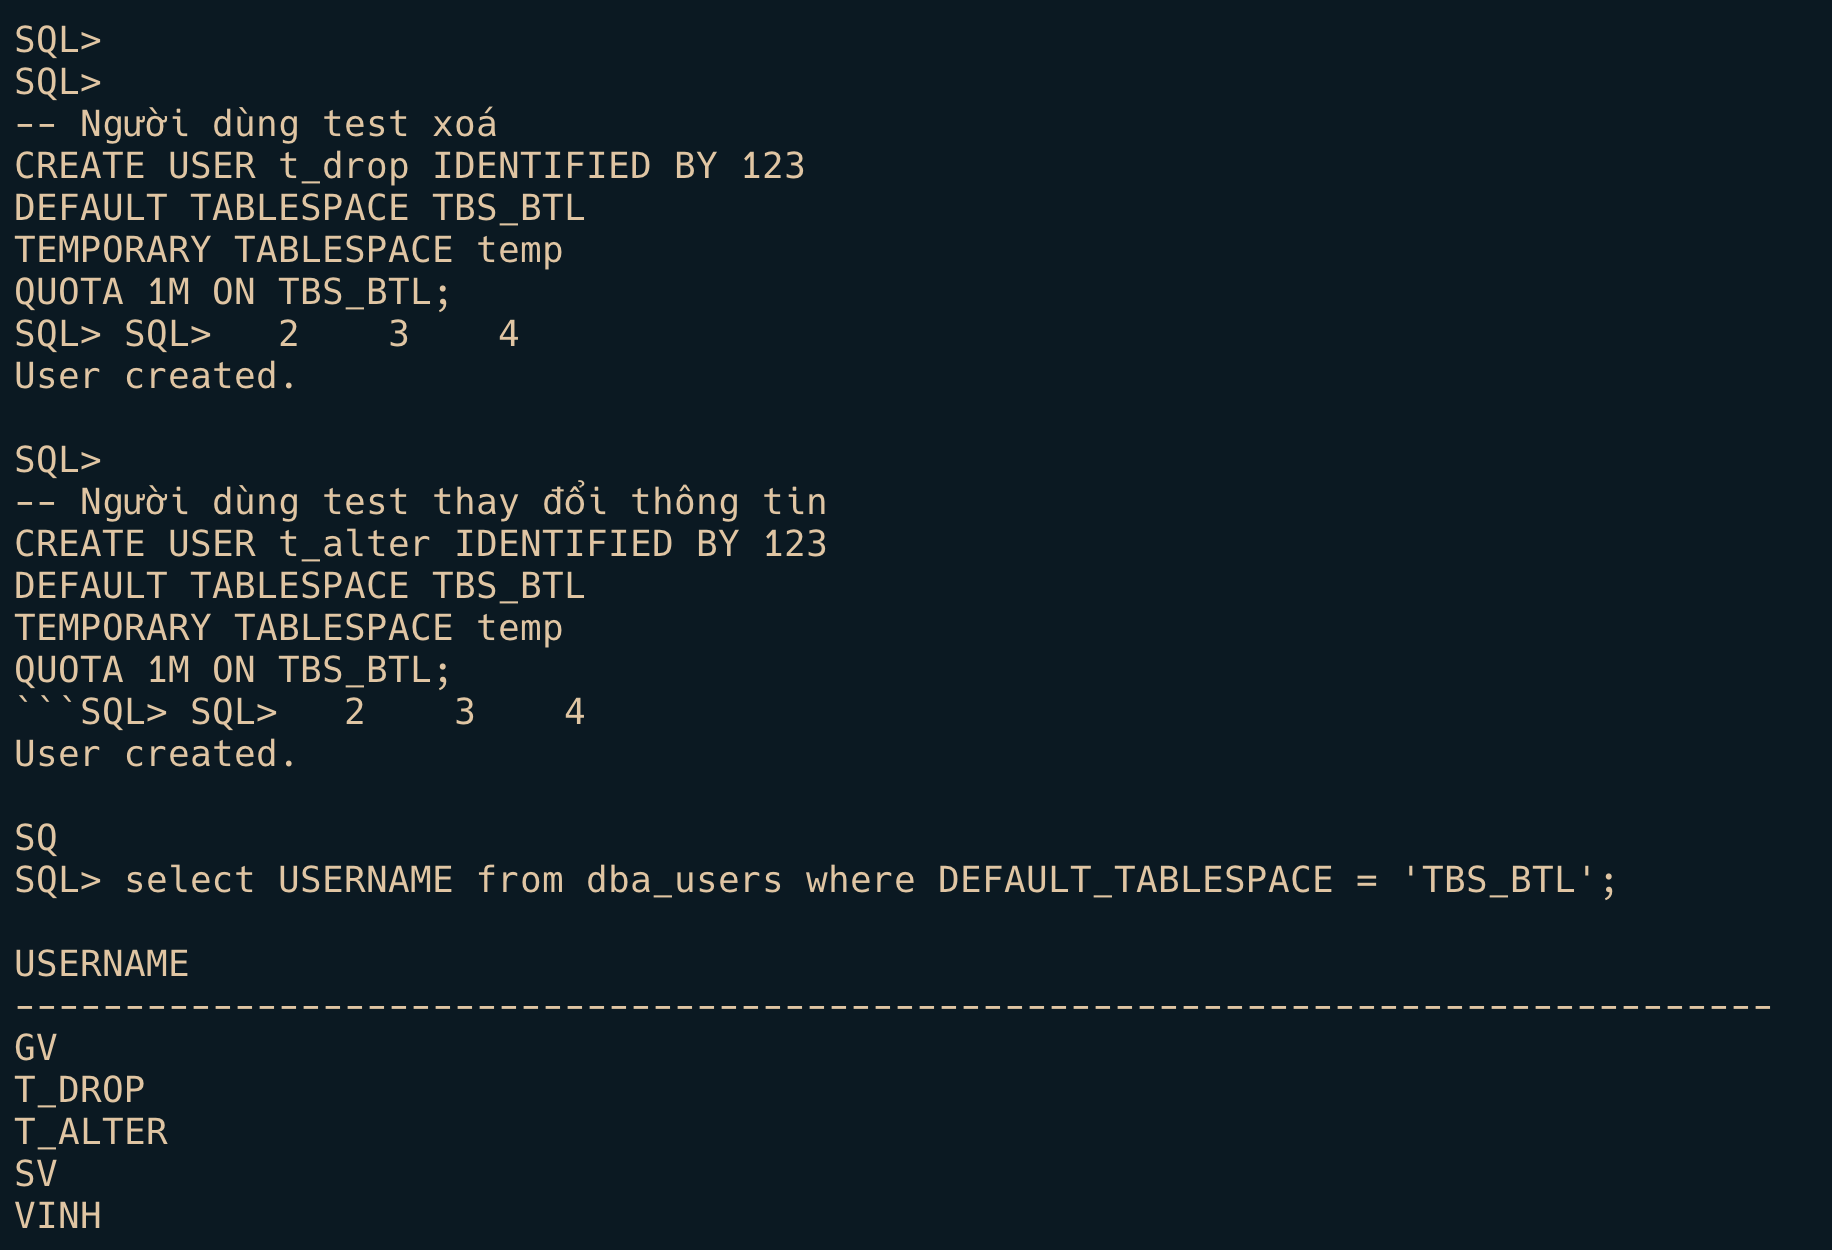 SQL>
SQL>
-- Người dùng test xoá
CREATE USER t_drop IDENTIFIED BY 123
DEFAULT TABLESPACE TBS_BTL
TEMPORARY TABLESPACE temp
QUOTA 1M ON TBS_BTL;
SQL> SQL>   2    3    4
User created.

SQL>
-- Người dùng test thay đổi thông tin
CREATE USER t_alter IDENTIFIED BY 123
DEFAULT TABLESPACE TBS_BTL
TEMPORARY TABLESPACE temp
QUOTA 1M ON TBS_BTL;
```SQL> SQL>   2    3    4
User created.

SQ
SQL> select USERNAME from dba_users where DEFAULT_TABLESPACE = 'TBS_BTL';

USERNAME
--------------------------------------------------------------------------------
GV
T_DROP
T_ALTER
SV
VINH